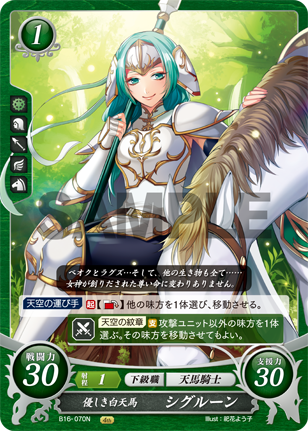 1
SAMPLE
ベオクとラグズ……そして、他の生き物も全て……
女神が創りだされた尊い命に変わりありません。
天空の運び手 起 他の味方を1体選び、移動させる。
天空の紋章 攻撃ユニット以外の味方を1体
選ぶ。その味方を移動させてもよい。
戦闘力 30
射程 1 下級職 天馬騎士
支援力 30
優しき白天馬 シグルーン
B16-070N
Illust：紀花よう子